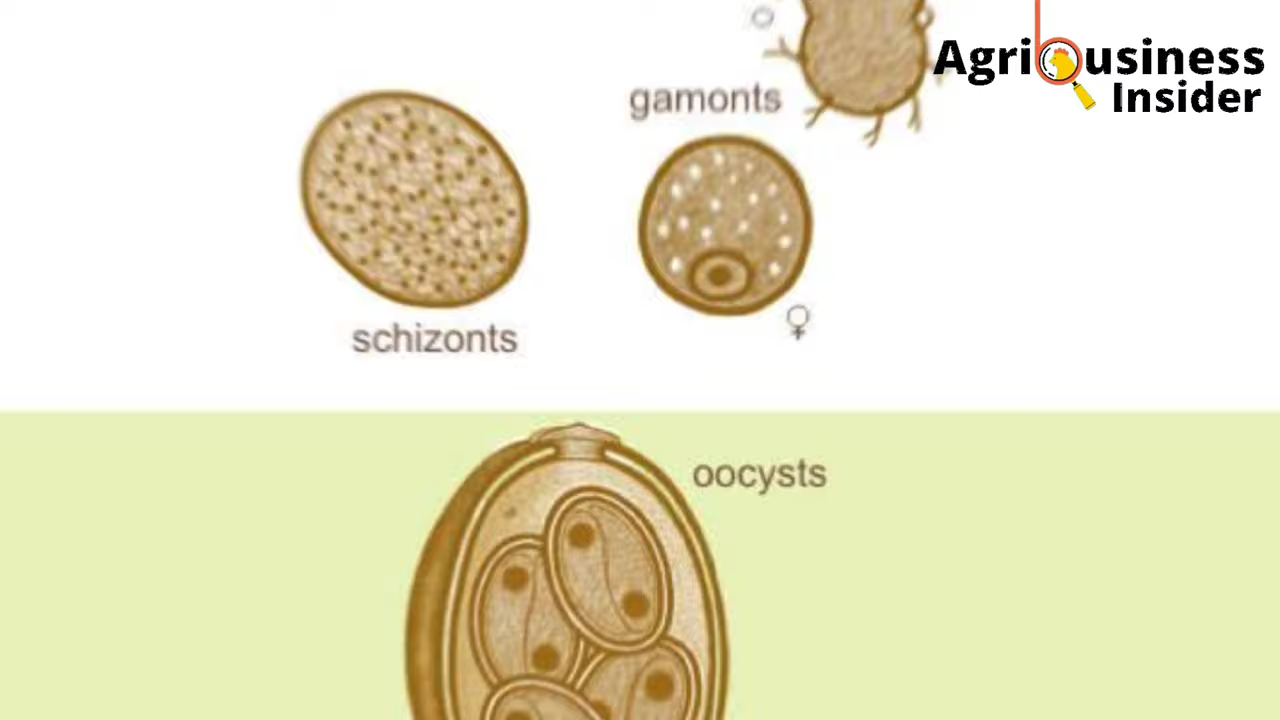 Agribusiness
Insider
gamonts
♀
schizonts
oocysts